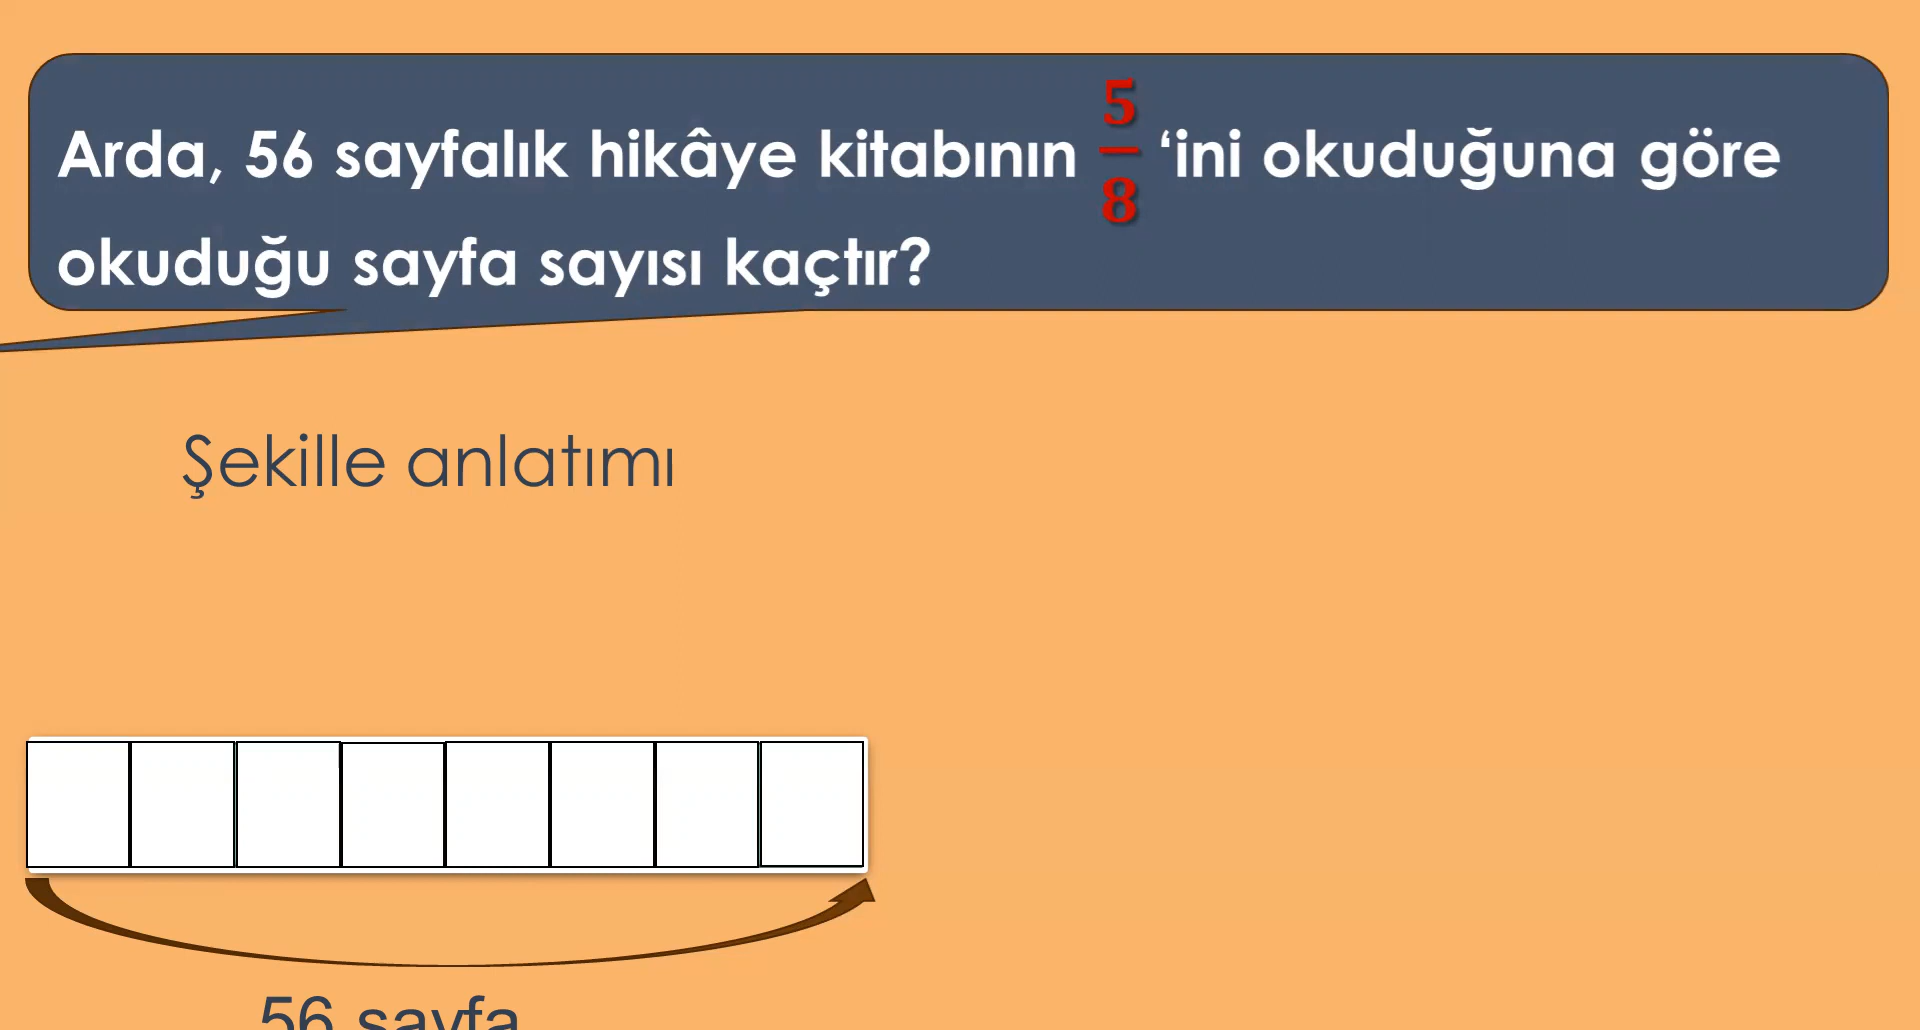 Arda, 56 sayfalık hikâye kitabının 5/8 ‘ini okuduğuna göre
okuduğu sayfa sayısı kaçtır?
Şekille anlatımı
56 sayfa